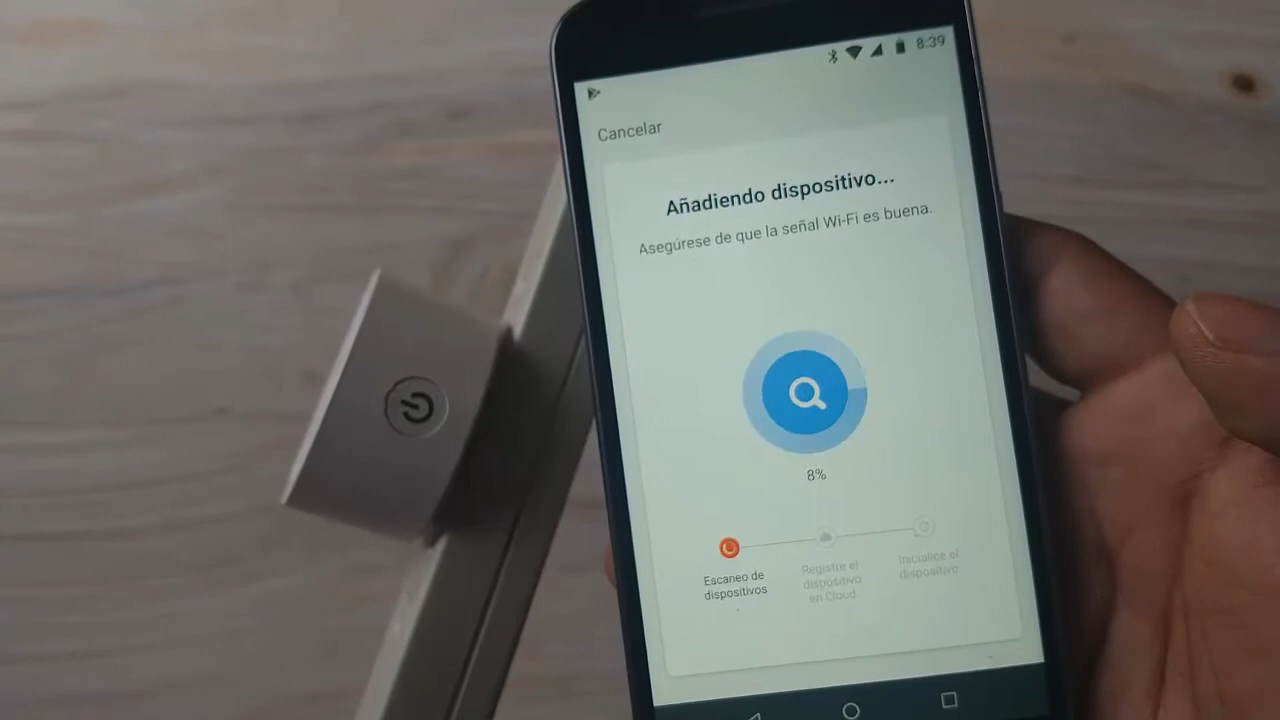 8:39
Cancelar
Añadiendo dispositivo...
Asegúrese de que la señal Wi-Fi es buena.
8%
Escaneo de
dispositivos
Registre el
dispositivo
en Cloud
Inicialice el
dispositivo